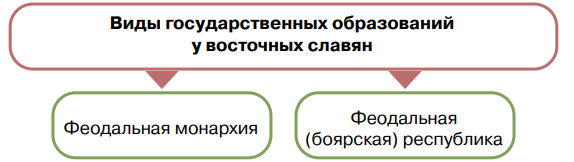 Виды государственных образований
у восточных славян
Феодальная монархия
Феодальная
(боярская) республика